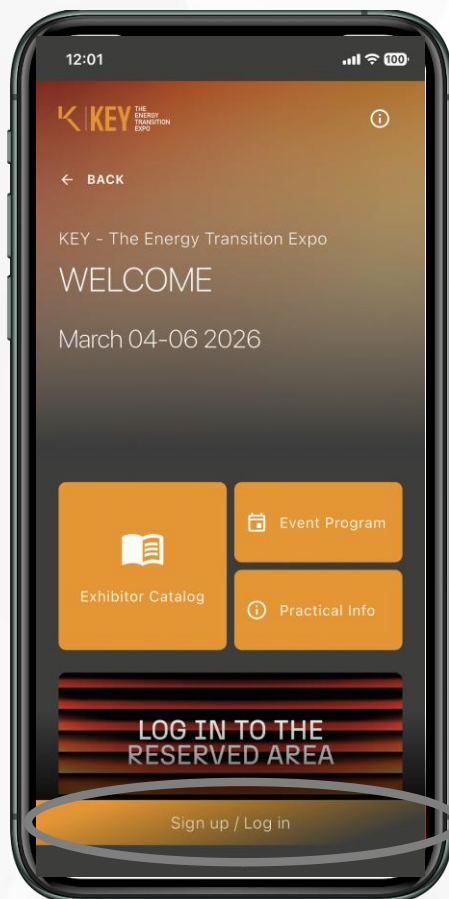 12:01
100
KEY
THE
ENERGY
TRANSITION
EXPO
BACK
KEY - The Energy Transition Expo
WELCOME
March 04-06 2026
Exhibitor Catalog
Event Program
Practical Info
LOG IN TO THE
RESERVED AREA
Sign up / Log in